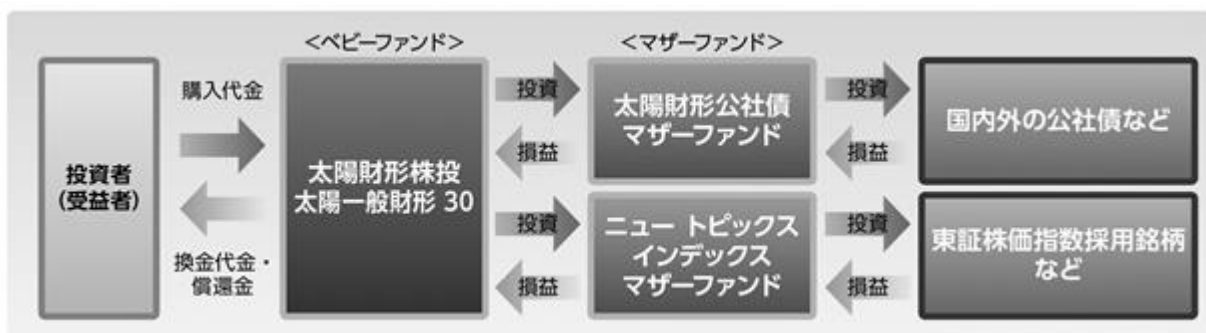 <ベビーファンド>
<マザーファンド>
投資者
(受益者)
購入代金
換金代金・
償還金
太陽財形株投
太陽一般財形 30
投資
損益
太陽財形公社債
マザーファンド
投資
損益
国内外の公社債など
投資
損益
ニュー トピックス
インデックス
マザーファンド
投資
損益
東証株価指数採用銘柄
など